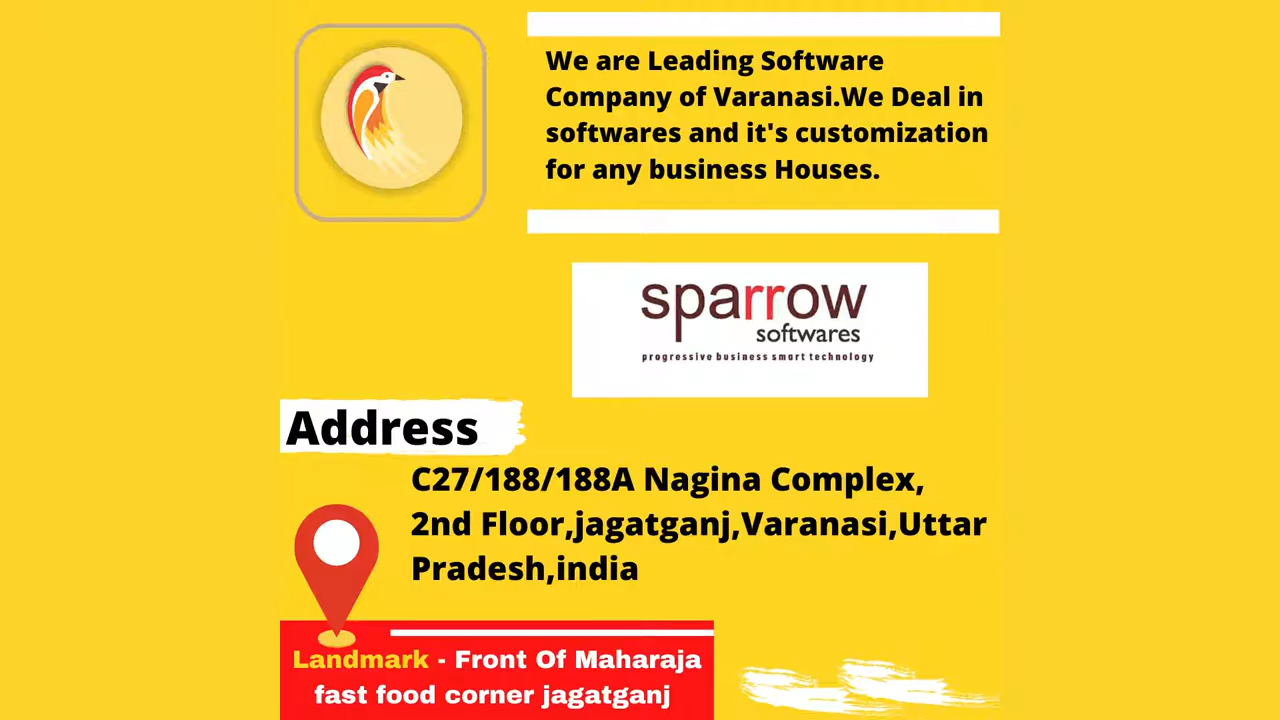 We are Leading Software
Company of Varanasi.We Deal in
softwares and it's customization
for any business Houses.
sparrow
softwares
progressive business smart technology
Address
C27/188/188A Nagina Complex,
2nd Floor,jagatganj,Varanasi,Uttar
Pradesh,india
Landmark - Front Of Maharaja
fast food corner jagatganj